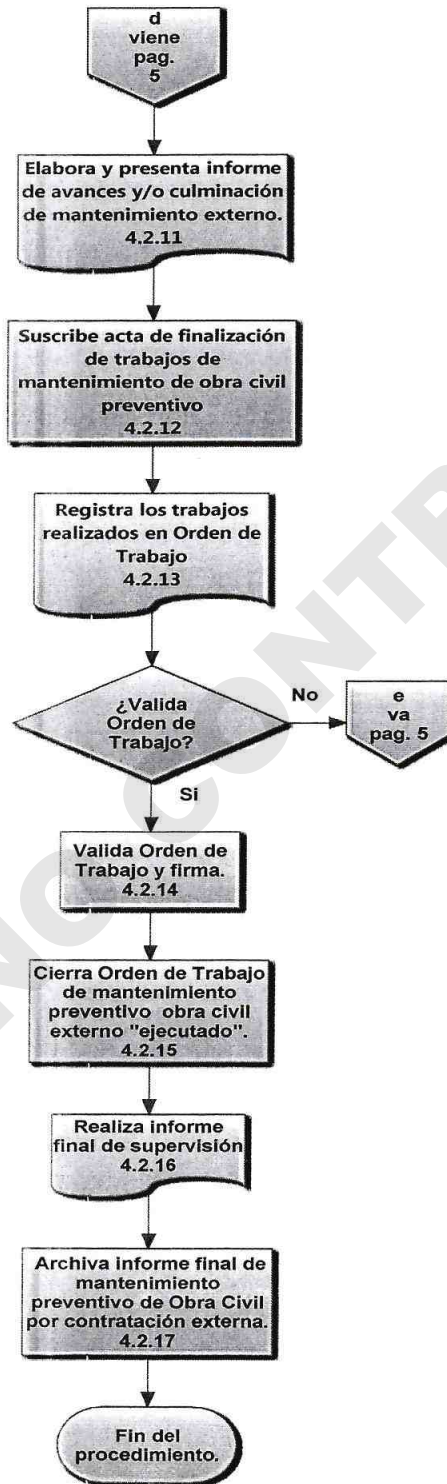 d
viene
pag.
5
Elabora y presenta informe
de avances y/o culminación
de mantenimiento externo.
4.2.11
Suscribe acta de finalización
de trabajos de
mantenimiento de obra civil
preventivo
4.2.12
Registra los trabajos
realizados en Orden de
Trabajo
4.2.13
¿Valida
Orden de
Trabajo?
No
e
va
pag. 5
Si
Valida Orden de
Trabajo y firma.
4.2.14
Cierra Orden de Trabajo
de mantenimiento
preventivo obra civil
externo "ejecutado".
4.2.15
Realiza informe
final de supervisión
4.2.16
Archiva informe final de
mantenimiento
preventivo de Obra Civil
por contratación externa.
4.2.17
Fin del
procedimiento.
NO CONTR